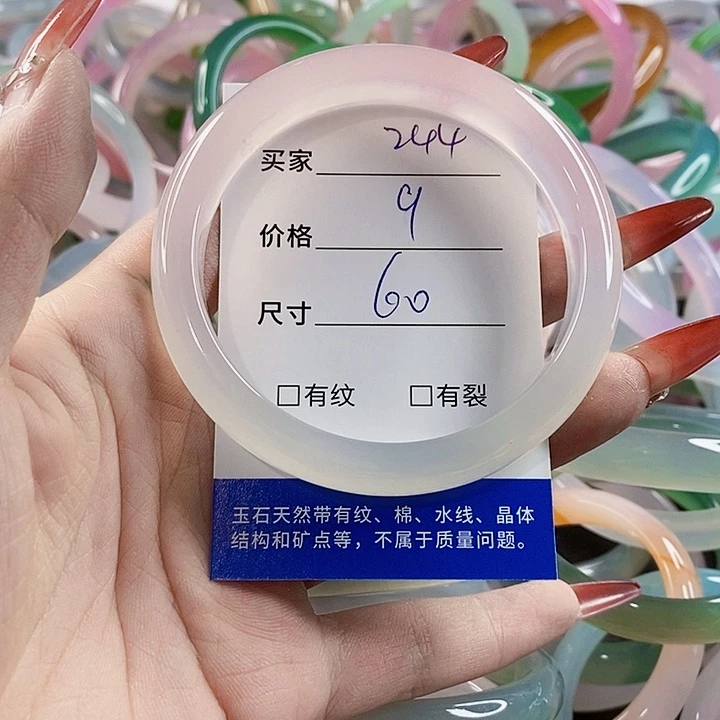 买家 244
价格 9
尺寸 60
□有纹 □有裂
玉石天然带有纹、棉、水线、晶体
结构和矿点等，不属于质量问题。